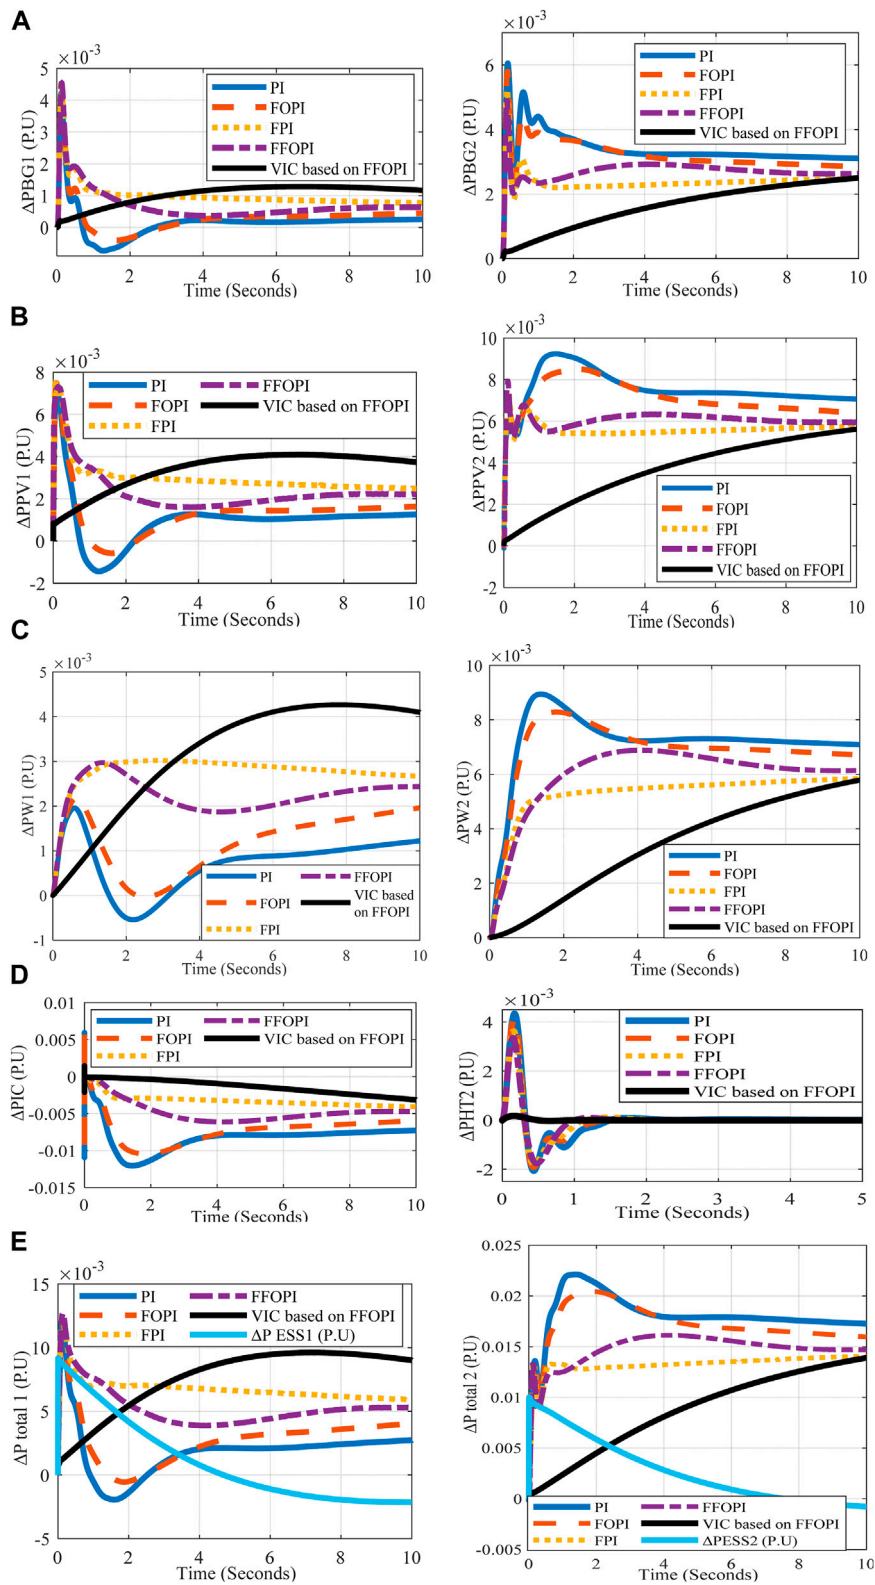 A
×10⁻³
5
4
3
2
1
0
ΔPBG1 (P.U)
PI
FOPI
FPI
FFOPI
VIC based on FFOPI
0 2 4 6 8 10
Time (Seconds)
×10⁻³
6
4
2
0
ΔPBG2 (P.U)
PI
FOPI
FPI
FFOPI
VIC based on FFOPI
0 2 4 6 8 10
Time (Seconds)
B
×10⁻³
8
6
4
2
0
-2
ΔPPV1 (P.U)
PI FFOPI
FOPI VIC based on FFOPI
FPI
0 2 4 6 8 10
Time (Seconds)
×10⁻³
10
8
6
4
2
0
-2
ΔPPV2 (P.U)
PI
FOPI
FPI
FFOPI
VIC based on FFOPI
0 2 4 6 8 10
Time (Seconds)
C
×10⁻³
5
4
3
2
1
0
-1
ΔPW1 (P.U)
PI FFOPI
FOPI VIC based
on FFOPI
FPI
0 2 4 6 8 10
Time (Seconds)
×10⁻³
10
8
6
4
2
0
ΔPW2 (P.U)
PI
FOPI
FPI
FFOPI
VIC based on FFOPI
0 2 4 6 8 10
Time (Seconds)
D
0.01
0.005
0
-0.005
-0.01
-0.015
ΔPIC (P.U)
PI FFOPI
FOPI VIC based on FFOPI
FPI
0 2 4 6 8 10
Time (Seconds)
×10⁻³
4
2
0
-2
ΔPHT2 (P.U)
PI
FOPI
FPI
FFOPI
VIC based on FFOPI
0 1 2 3 4 5
Time (Seconds)
E
×10⁻³
15
10
5
0
-5
ΔP total 1 (P.U)
PI FFOPI
FOPI VIC based on FFOPI
FPI ΔP ESS1 (P.U)
0 2 4 6 8 10
Time (Seconds)
0.025
0.02
0.015
0.01
0.005
0
-0.005
ΔP total 2 (P.U)
PI FFOPI
FOPI VIC based on FFOPI
FPI ΔPESS2 (P.U)
0 2 4 6 8 10
Time (Seconds)